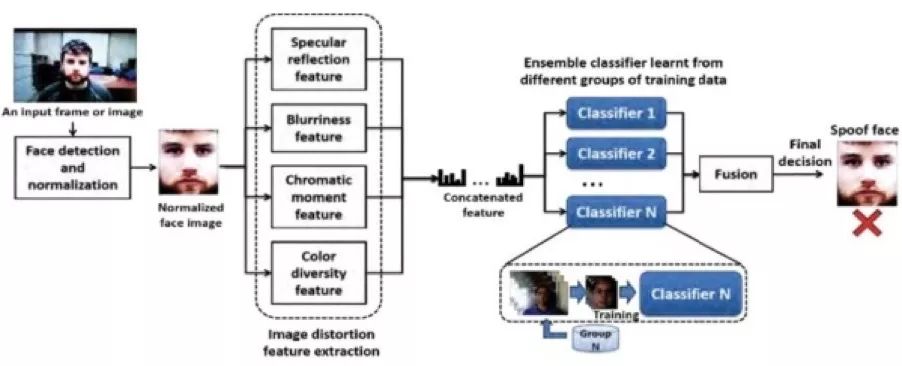 An input frame or image
Face detection
and
normalization
Normalized
face image
Specular
reflection
feature
Blurriness
feature
Chromatic
moment
feature
Color
diversity
feature
Image distortion
feature extraction
...
Concatenated
feature
Ensemble classifier learnt from
different groups of training data
Classifier 1
Classifier 2
...
Classifier N
Training
Classifier N
Group
N
Fusion
Final
decision
Spoof face